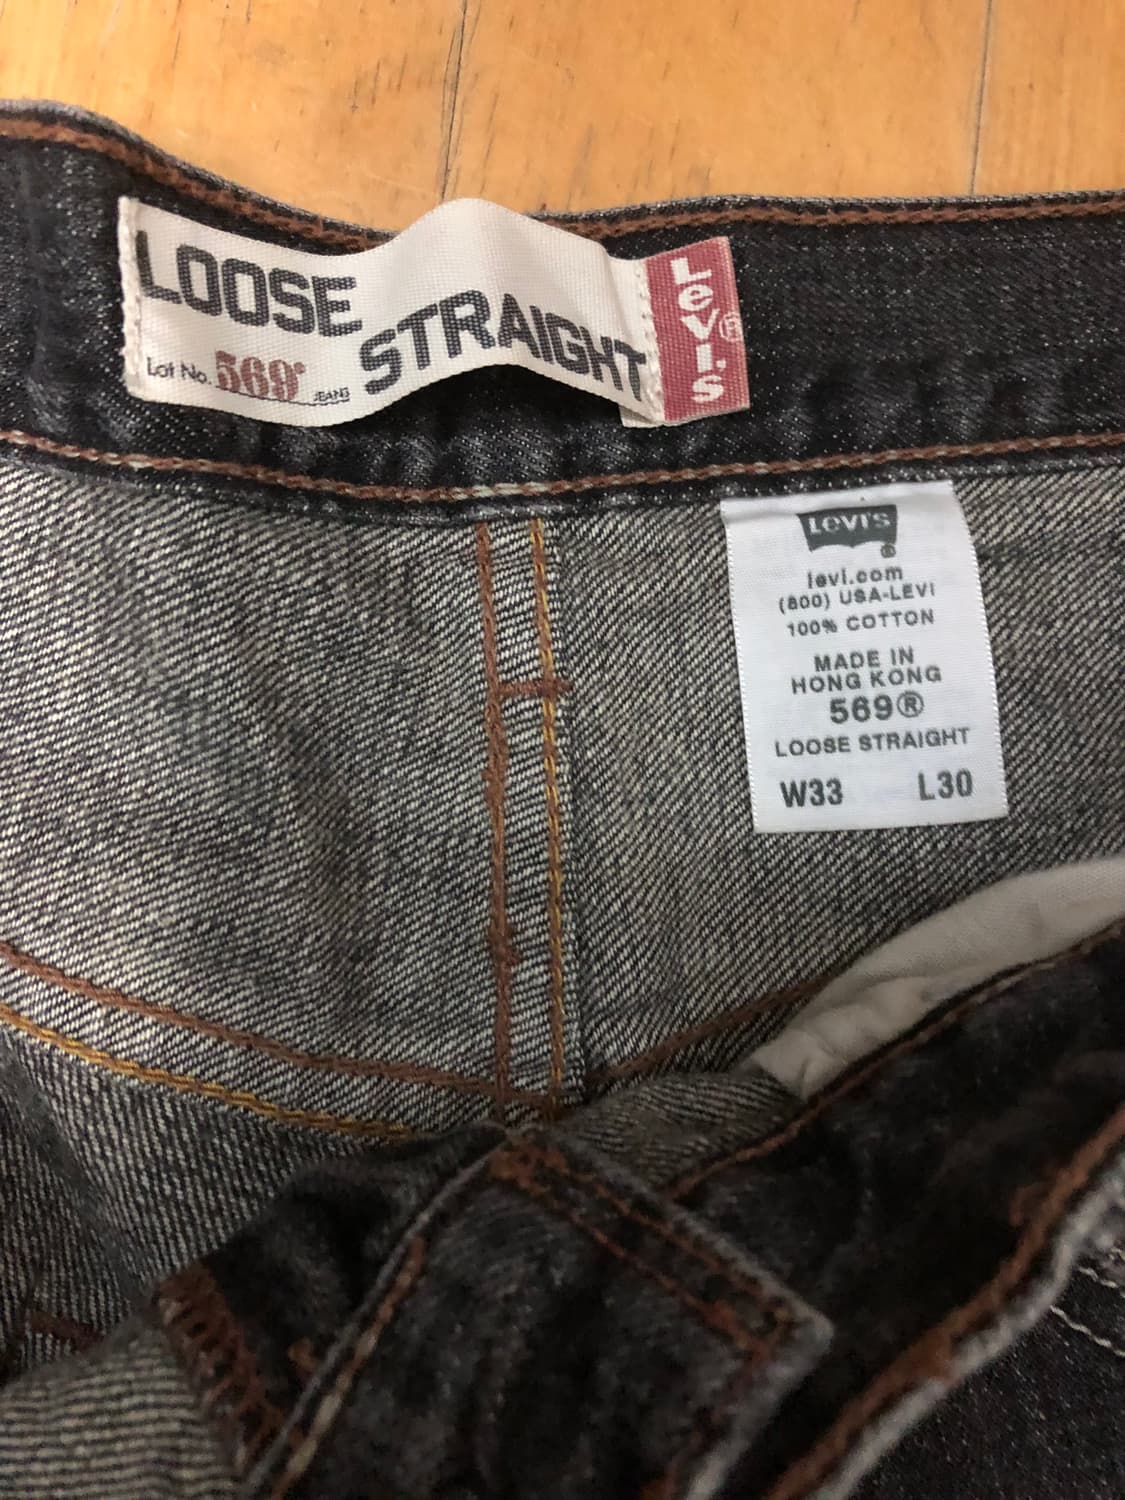 LOOSE
STRAIGHT
Lot No. 569® JEANS
LEVI'S®
LEVI'S
®
levi.com
(800) USA-LEVI
100% COTTON
MADE IN
HONG KONG
569®
LOOSE STRAIGHT
W33 L30